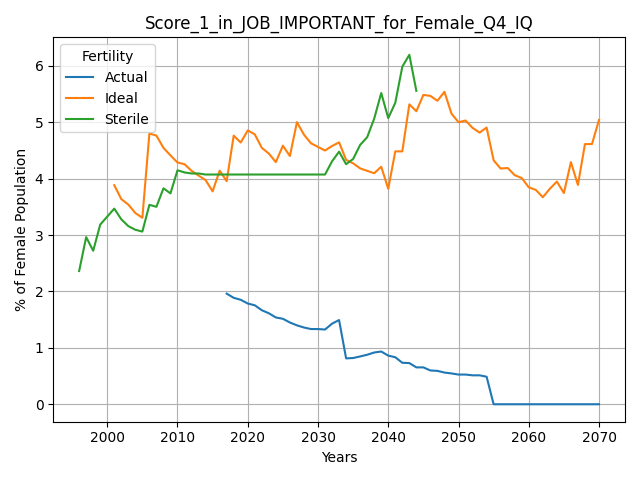 Score_1_in_JOB_IMPORTANT_for_Female_Q4_IQ
Fertility
Actual
Ideal
Sterile
% of Female Population
6
5
4
3
2
1
0
2000 2010 2020 2030 2040 2050 2060 2070
Years